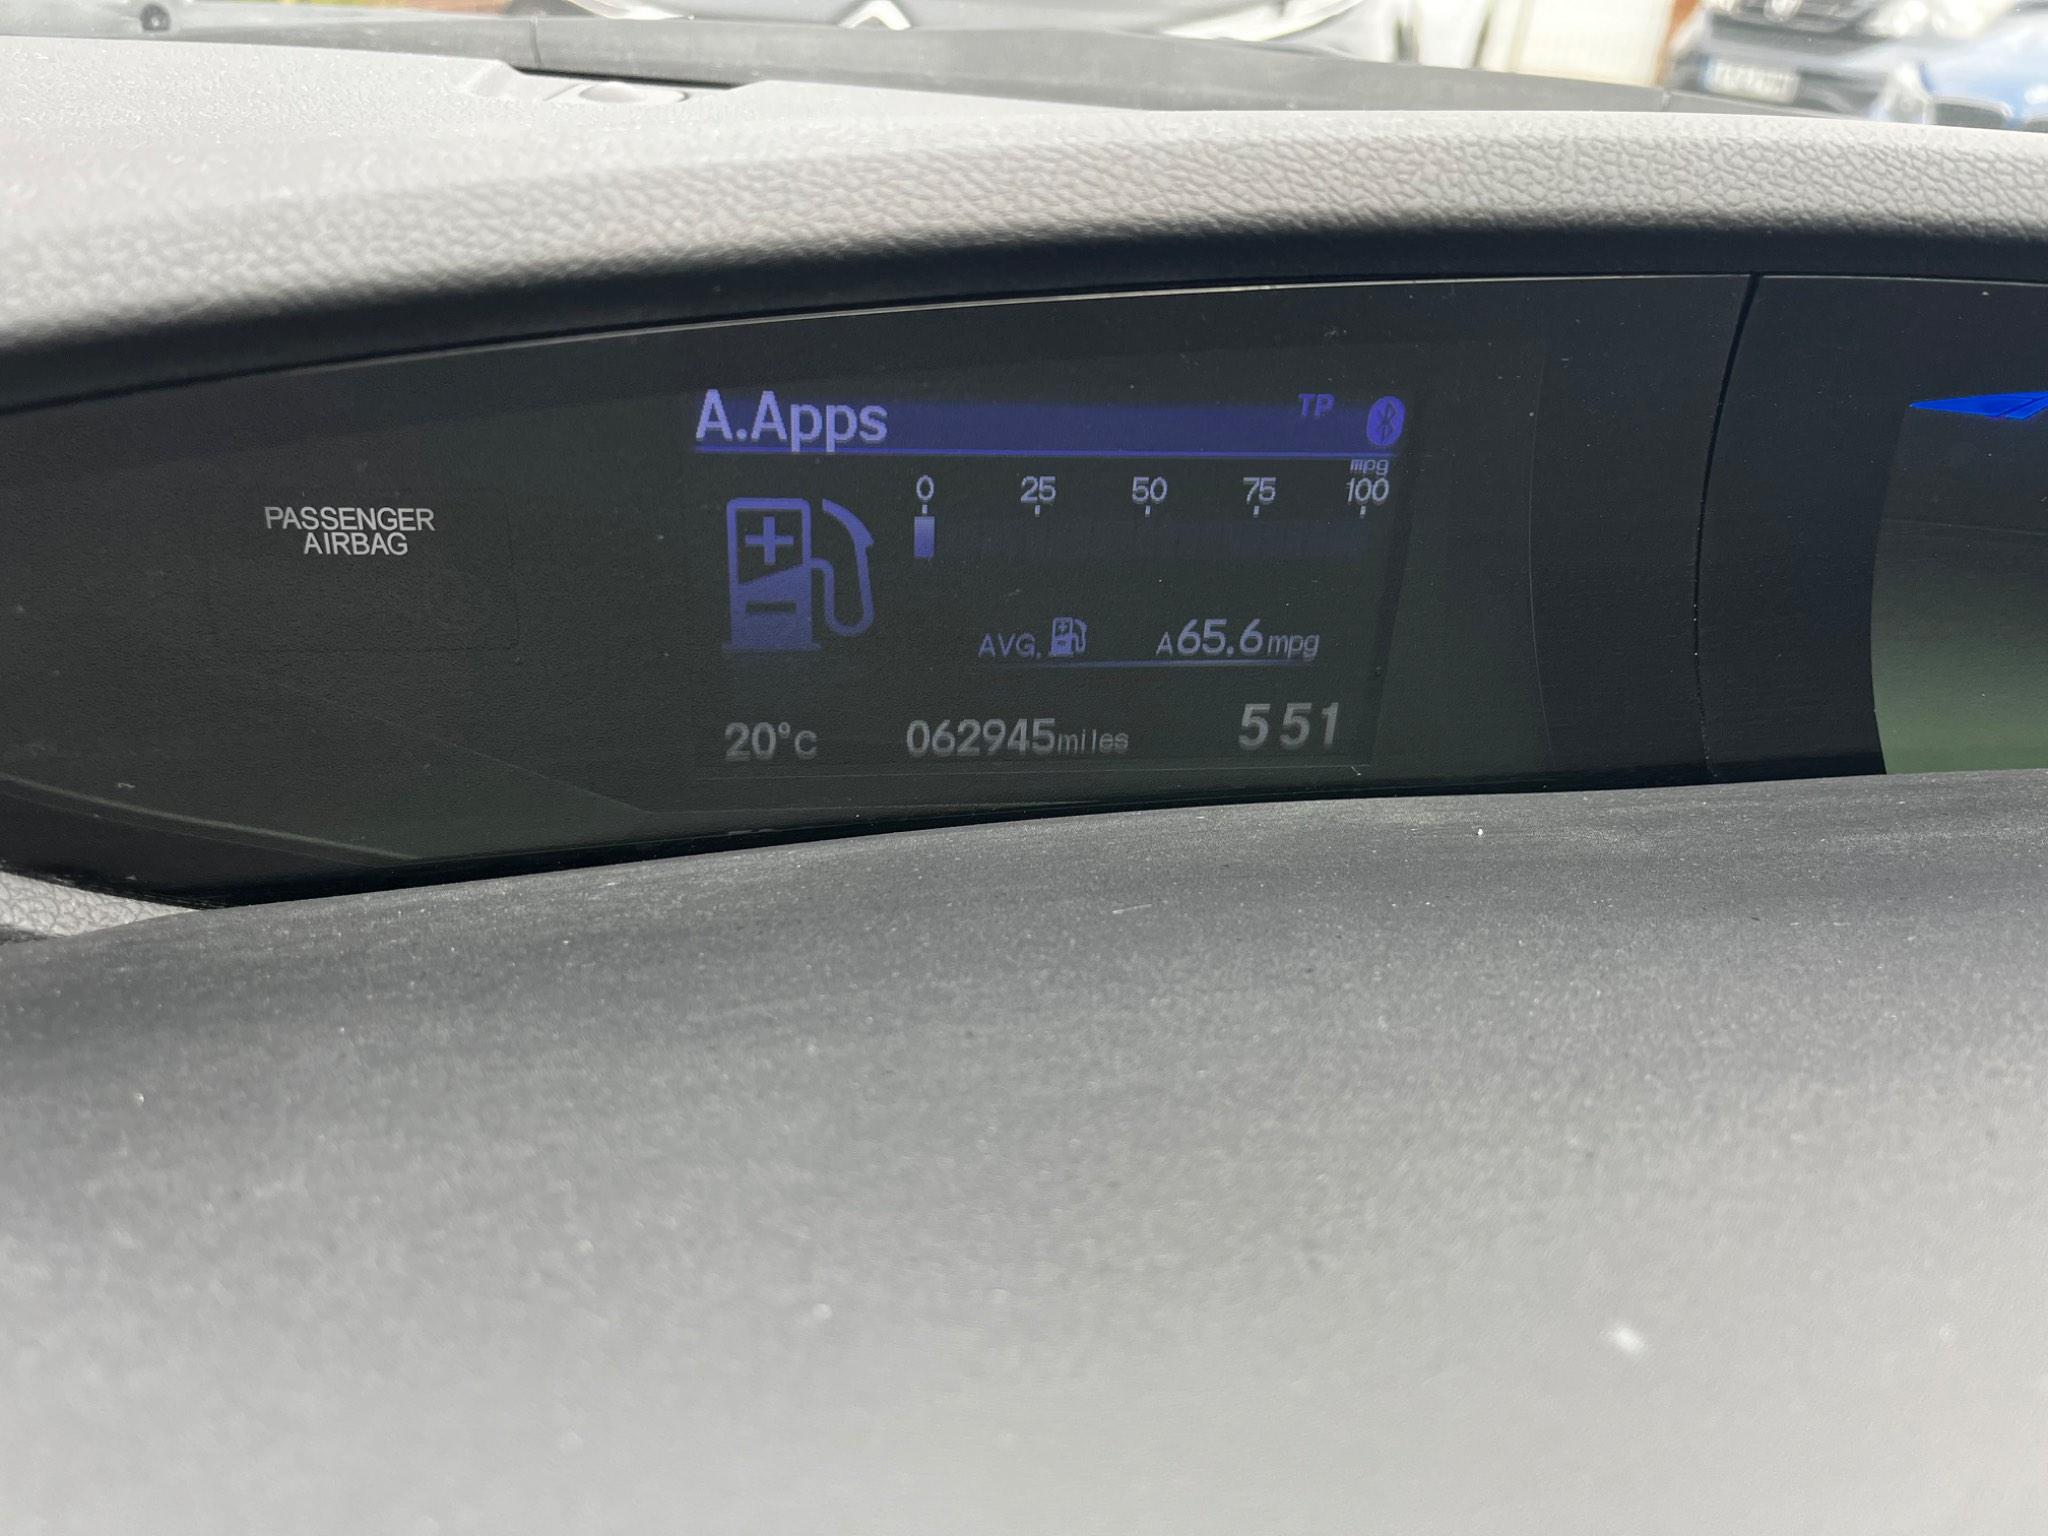 A.Apps TP
mpg
0 25 50 75 100
PASSENGER
AIRBAG
AVG. A65.6mpg
20°C 062945miles 551